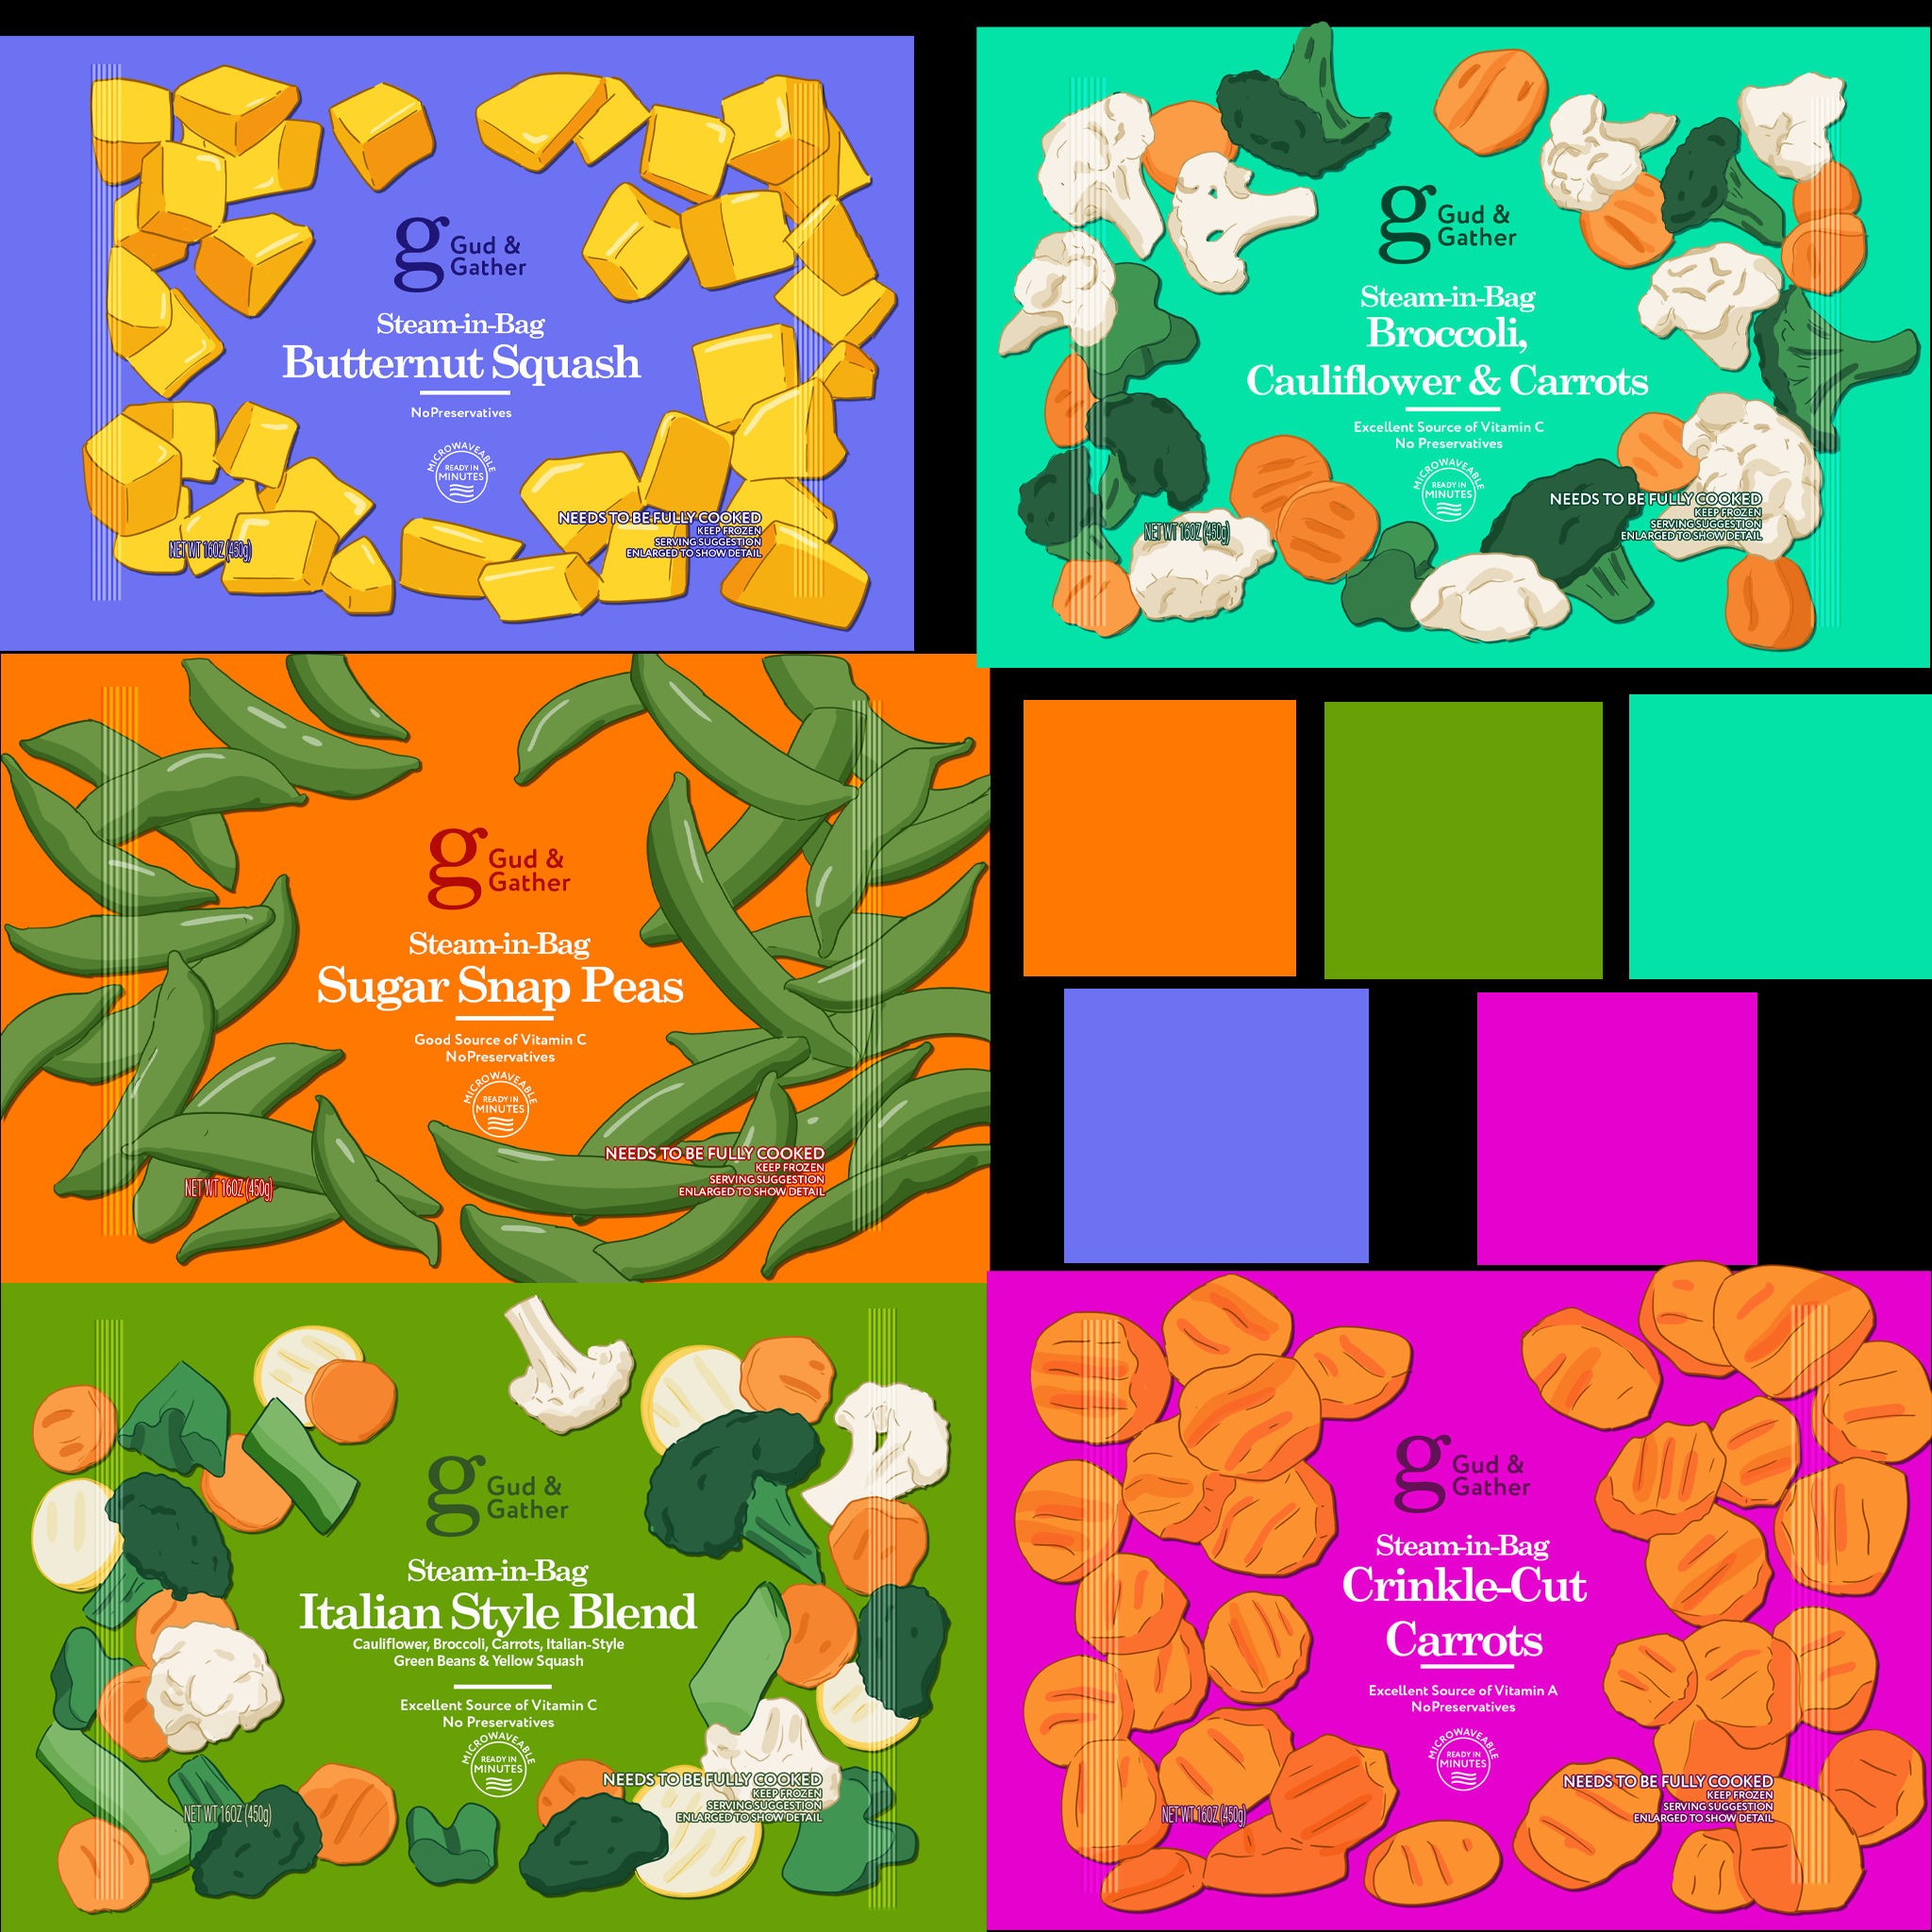 g Gud &
Gather
Steam-in-Bag
Butternut Squash
NoPreservatives
MICROWAVEABLE
READY IN
MINUTES
NEEDS TO BE FULLY COOKED
KEEP FROZEN
SERVING SUGGESTION
ENLARGED TO SHOW DETAIL
NET WT 16OZ (450g)
g Gud &
Gather
Steam-in-Bag
Broccoli,
Cauliflower & Carrots
Excellent Source of Vitamin C
No Preservatives
MICROWAVEABLE
READY IN
MINUTES
NEEDS TO BE FULLY COOKED
KEEP FROZEN
SERVING SUGGESTION
ENLARGED TO SHOW DETAIL
NET WT 16OZ (450g)
g Gud &
Gather
Steam-in-Bag
Sugar Snap Peas
Good Source of Vitamin C
NoPreservatives
MICROWAVEABLE
READY IN
MINUTES
NEEDS TO BE FULLY COOKED
KEEP FROZEN
SERVING SUGGESTION
ENLARGED TO SHOW DETAIL
NET WT 16OZ (450g)
g Gud &
Gather
Steam-in-Bag
Italian Style Blend
Cauliflower, Broccoli, Carrots, Italian-Style
Green Beans & Yellow Squash
Excellent Source of Vitamin C
No Preservatives
MICROWAVEABLE
READY IN
MINUTES
NEEDS TO BE FULLY COOKED
KEEP FROZEN
SERVING SUGGESTION
ENLARGED TO SHOW DETAIL
NET WT 16OZ (450g)
g Gud &
Gather
Steam-in-Bag
Crinkle-Cut
Carrots
Excellent Source of Vitamin A
NoPreservatives
MICROWAVEABLE
READY IN
MINUTES
NEEDS TO BE FULLY COOKED
KEEP FROZEN
SERVING SUGGESTION
ENLARGED TO SHOW DETAIL
NET WT 16OZ (450g)